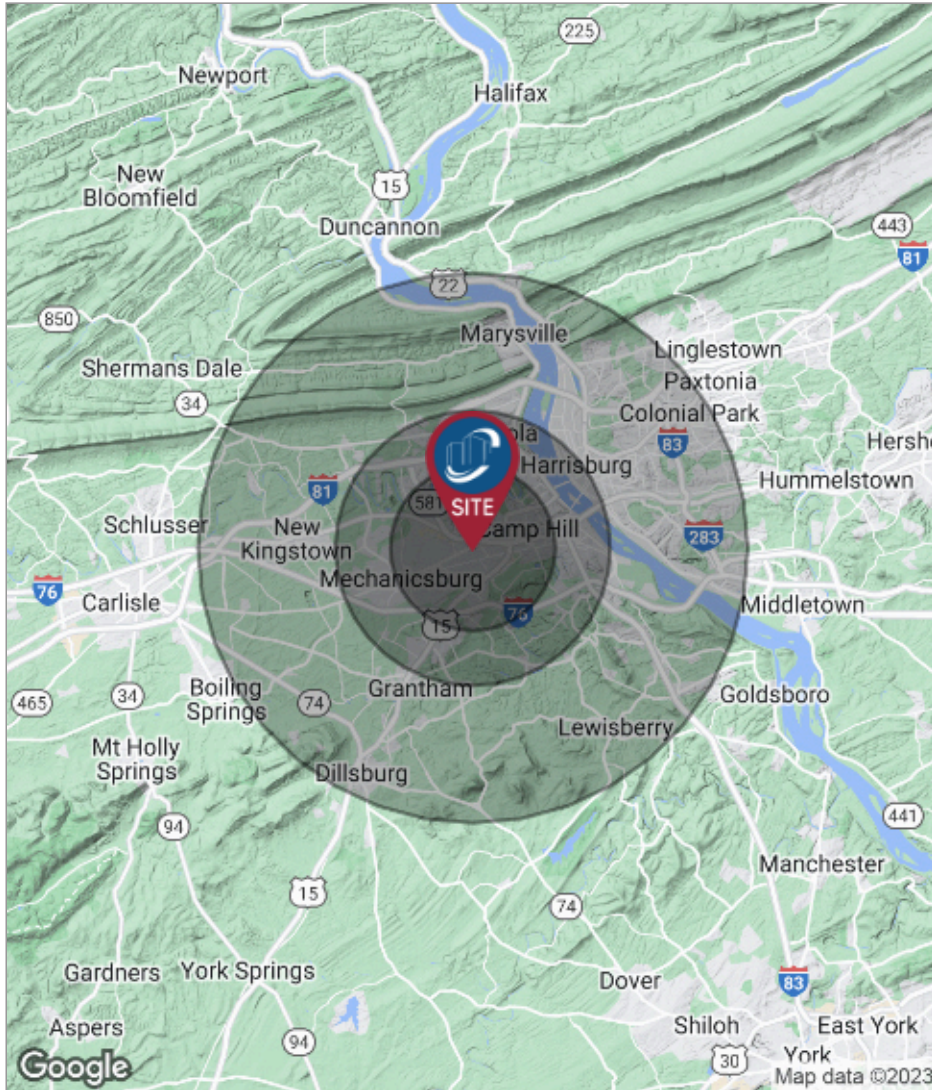 225
Newport
Halifax
New
Bloomfield
15
Duncannon
443
81
22
850
Marysville
Linglestown
Shermans Dale
Paxtonia
34
Colonial Park
83
Harrisburg
Hummelstown
81
581
SITE
Schlusser
New
Kingstown
Camp Hill
283
Mechanicsburg
76
76
Carlisle
Middletown
15
Grantham
Boiling
Springs
34
465
74
Goldsboro
Lewisberry
Mt Holly
Springs
Dillsburg
94
441
Manchester
15
74
Gardners
York Springs
Dover
83
Aspers
Shiloh
East York
94
30
York
Google
Map data ©2023